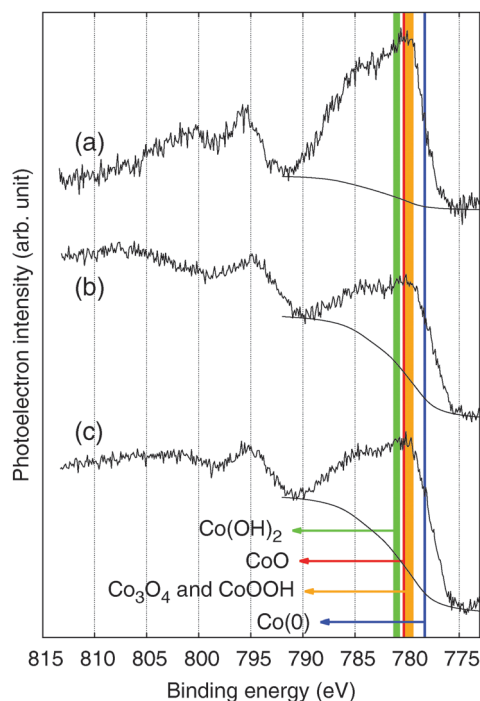 Photoelectron intensity (arb. unit)
(a)
(b)
(c)
Co(OH)₂
CoO
Co₃O₄ and CoOOH
Co(0)
815 810 805 800 795 790 785 780 775
Binding energy (eV)